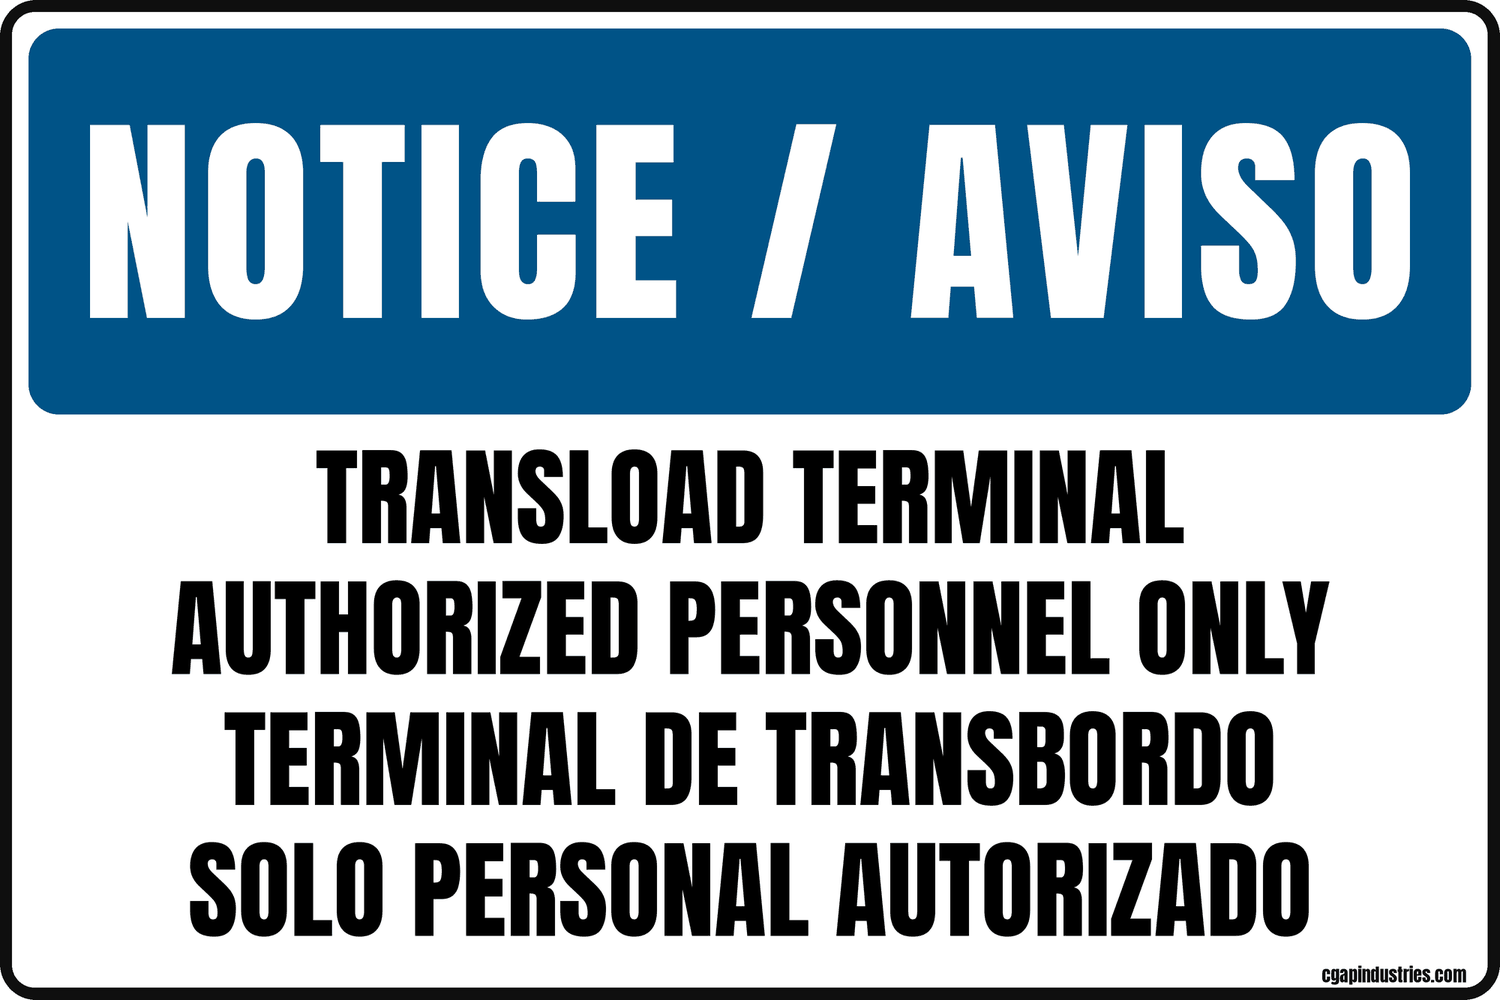 NOTICE / AVISO
TRANSLOAD TERMINAL
AUTHORIZED PERSONNEL ONLY
TERMINAL DE TRANSBORDO
SOLO PERSONAL AUTORIZADO
cgapindustries.com